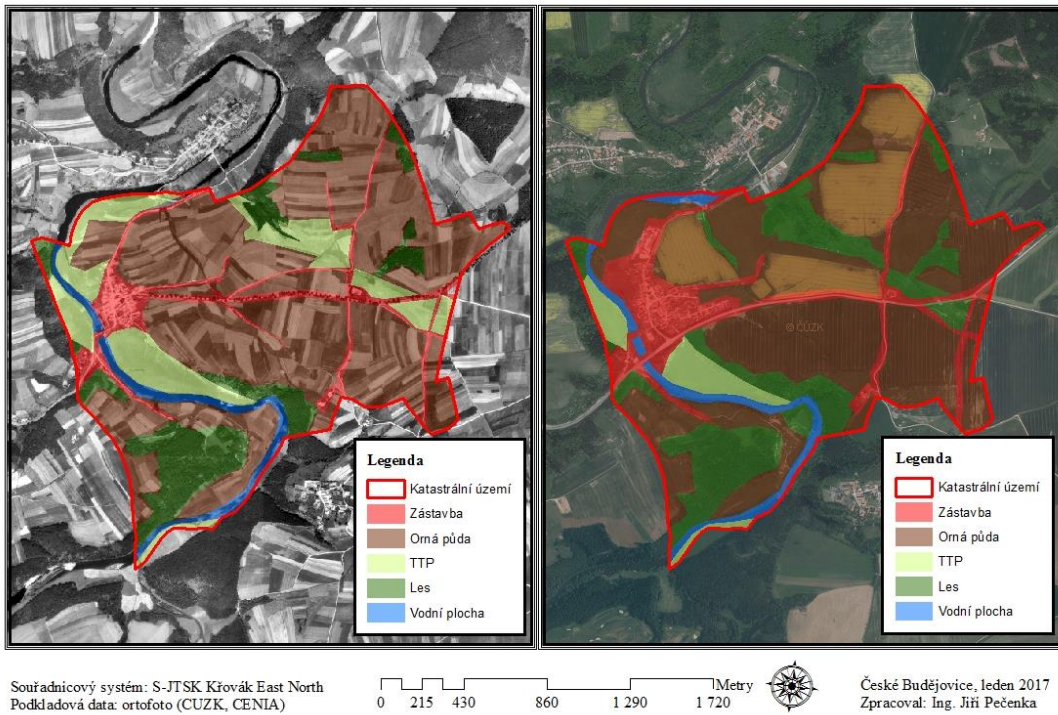 © ČÚZK
Legenda
Katastrální území
Zástavba
Orná půda
TTP
Les
Vodní plocha
Legenda
Katastrální území
Zástavba
Orná půda
TTP
Les
Vodní plocha
Souřadnicový systém: S-JTSK Křovák East North
Podkladová data: ortofoto (CUZK, CENIA)
Metry
0 215 430 860 1 290 1 720
České Budějovice, leden 2017
Zpracoval: Ing. Jiří Pečenka